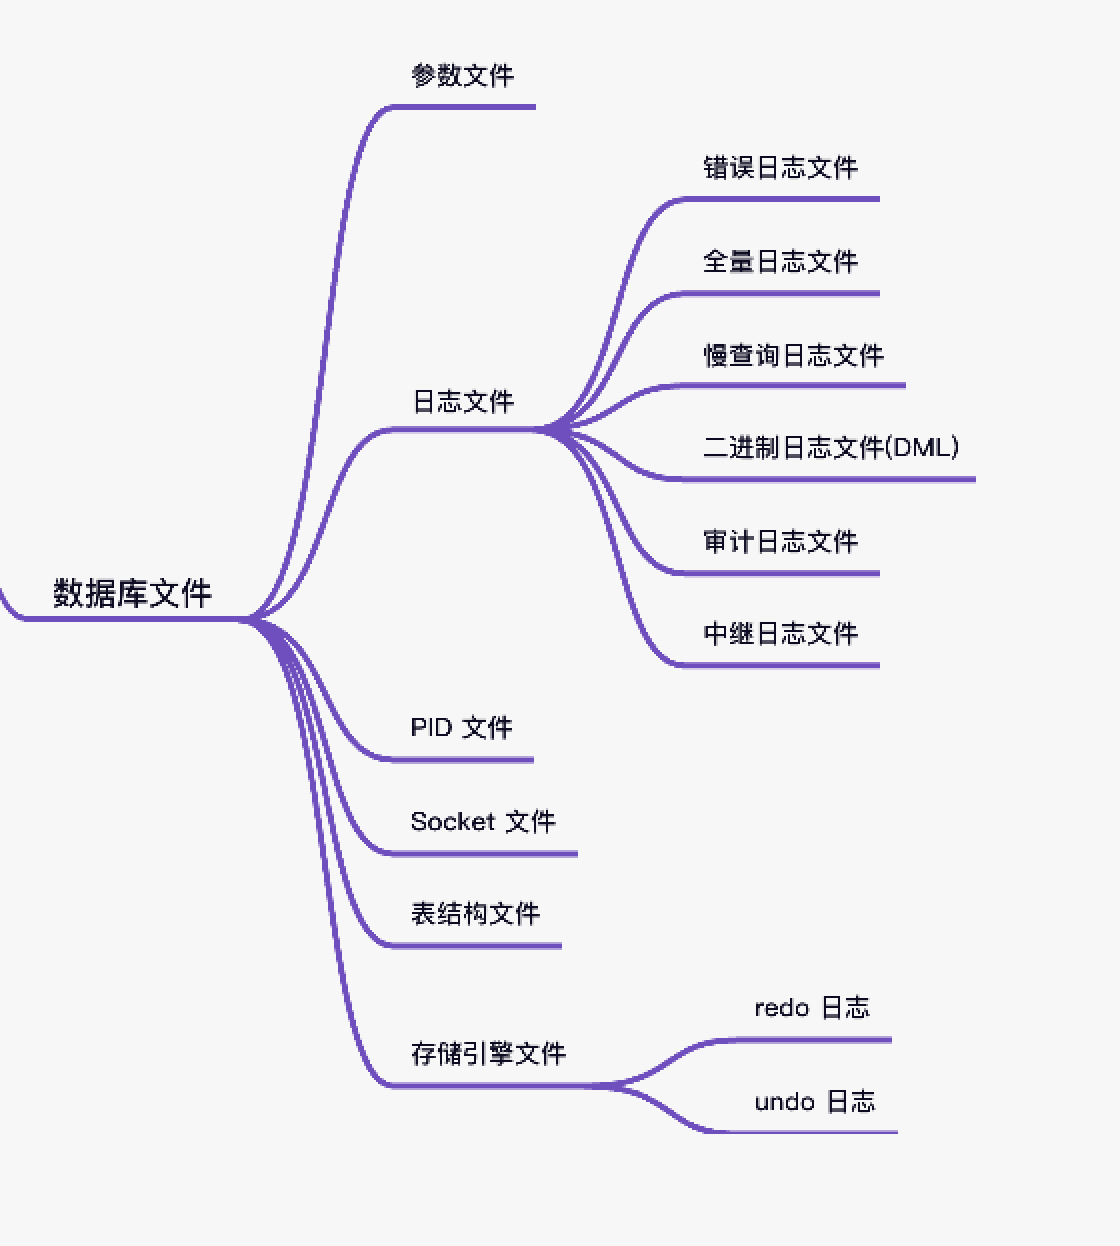 参数文件
错误日志文件
全量日志文件
慢查询日志文件
日志文件
二进制日志文件(DML)
审计日志文件
数据库文件
中继日志文件
PID 文件
Socket 文件
表结构文件
redo 日志
存储引擎文件
undo 日志